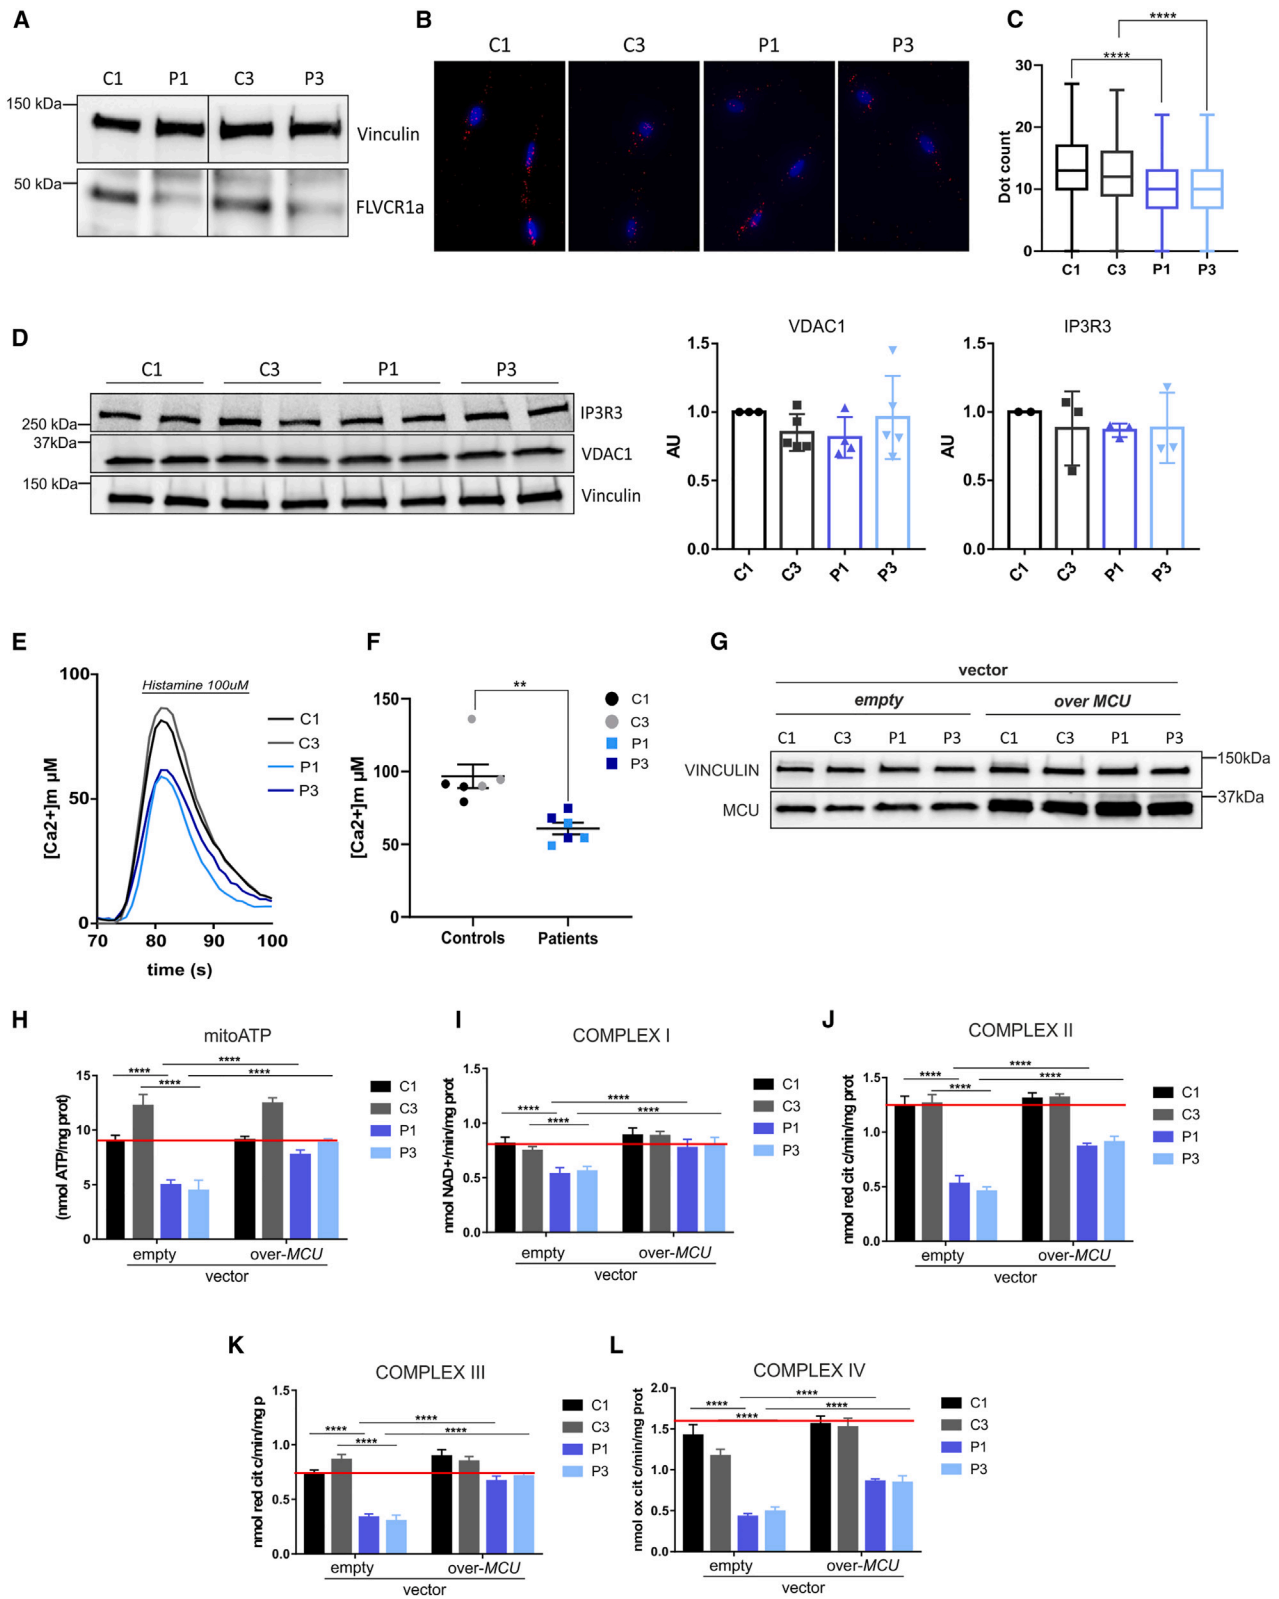 A
C1 P1 C3 P3
150 kDa
Vinculin
50 kDa
FLVCR1a
B
C1 C3 P1 P3
C
****
****
30
20
10
0
Dot count
C1 C3 P1 P3
D
C1 C3 P1 P3
IP3R3
250 kDa
37kDa
VDAC1
150 kDa
Vinculin
VDAC1
1.5
1.0
0.5
0.0
AU
C1 C3 P1 P3
IP3R3
1.5
1.0
0.5
0.0
AU
C1 C3 P1 P3
E
100
50
0
[Ca2+]m µM
Histamine 100uM
C1
C3
P1
P3
70 80 90 100
time (s)
F
150
100
50
0
[Ca2+]m µM
**
C1
C3
P1
P3
Controls Patients
G
vector
empty over MCU
C1 C3 P1 P3 C1 C3 P1 P3
150kDa
VINCULIN
37kDa
MCU
H
mitoATP
****
**** ****
****
15
10
5
0
(nmol ATP/mg prot)
C1
C3
P1
P3
empty over-MCU
vector
I
COMPLEX I
****
**** ****
****
1.5
1.0
0.5
0.0
nmol NAD+/min/mg prot
C1
C3
P1
P3
empty over-MCU
vector
J
COMPLEX II
****
**** ****
****
1.5
1.0
0.5
0.0
nmol red cit c/min/mg prot
C1
C3
P1
P3
empty over-MCU
vector
K
COMPLEX III
****
**** ****
****
1.5
1.0
0.5
0.0
nmol red cit c/min/mg p
C1
C3
P1
P3
empty over-MCU
vector
L
COMPLEX IV
****
**** ****
****
2.0
1.5
1.0
0.5
0.0
nmol ox cit c/min/mg prot
C1
C3
P1
P3
empty over-MCU
vector